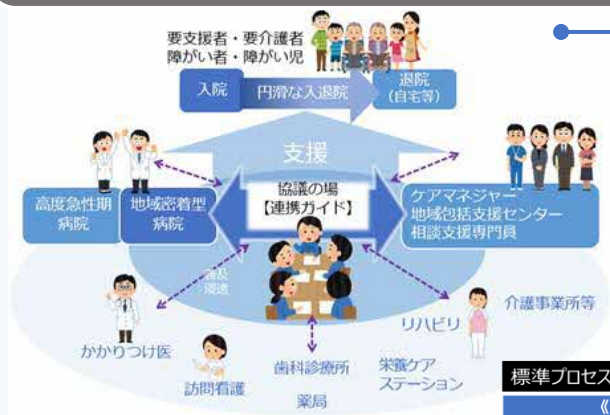 要支援者・要介護者
障がい者・障がい児
入院
円滑な入退院
退院
(自宅等)
支援
高度急性期
病院
地域密着型
病院
協議の場
【連携ガイド】
ケアマネジャー
地域包括支援センター
相談支援専門員
普及
浸透
かかりつけ医
訪問看護
歯科診療所
薬局
栄養ケア
ステーション
リハビリ
介護事業所等
標準プロセス
《